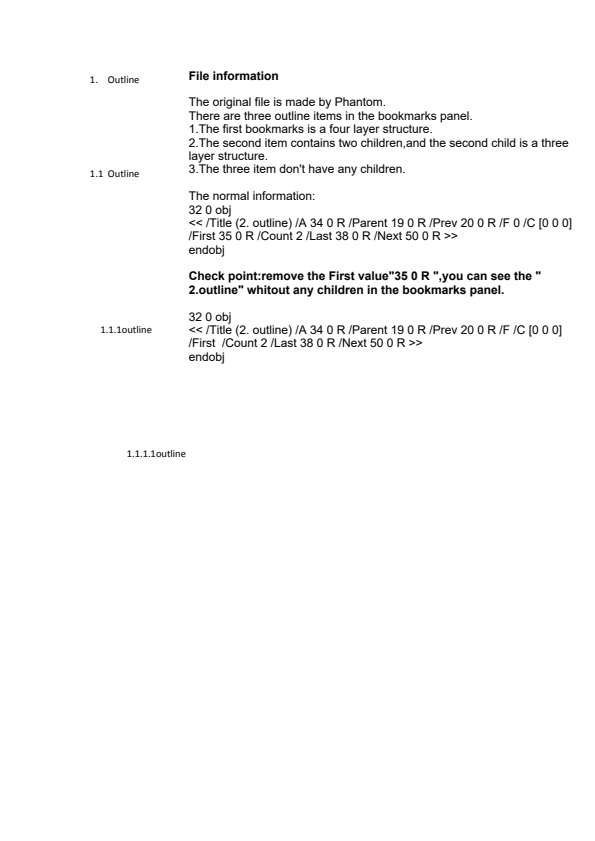 1. Outline
File information
The original file is made by Phantom.
There are three outline items in the bookmarks panel.
1.The first bookmarks is a four layer structure.
2.The second item contains two children,and the second child is a three
layer structure.
3.The three item don't have any children.
1.1 Outline
The normal information:
32 0 obj
<< /Title (2. outline) /A 34 0 R /Parent 19 0 R /Prev 20 0 R /F 0 /C [0 0 0]
/First 35 0 R /Count 2 /Last 38 0 R /Next 50 0 R >>
endobj
Check point:remove the First value"35 0 R ",you can see the "
2.outline" whitout any children in the bookmarks panel.
32 0 obj
<< /Title (2. outline) /A 34 0 R /Parent 19 0 R /Prev 20 0 R /F /C [0 0 0]
/First  /Count 2 /Last 38 0 R /Next 50 0 R >>
endobj
1.1.1outline
1.1.1.1outline